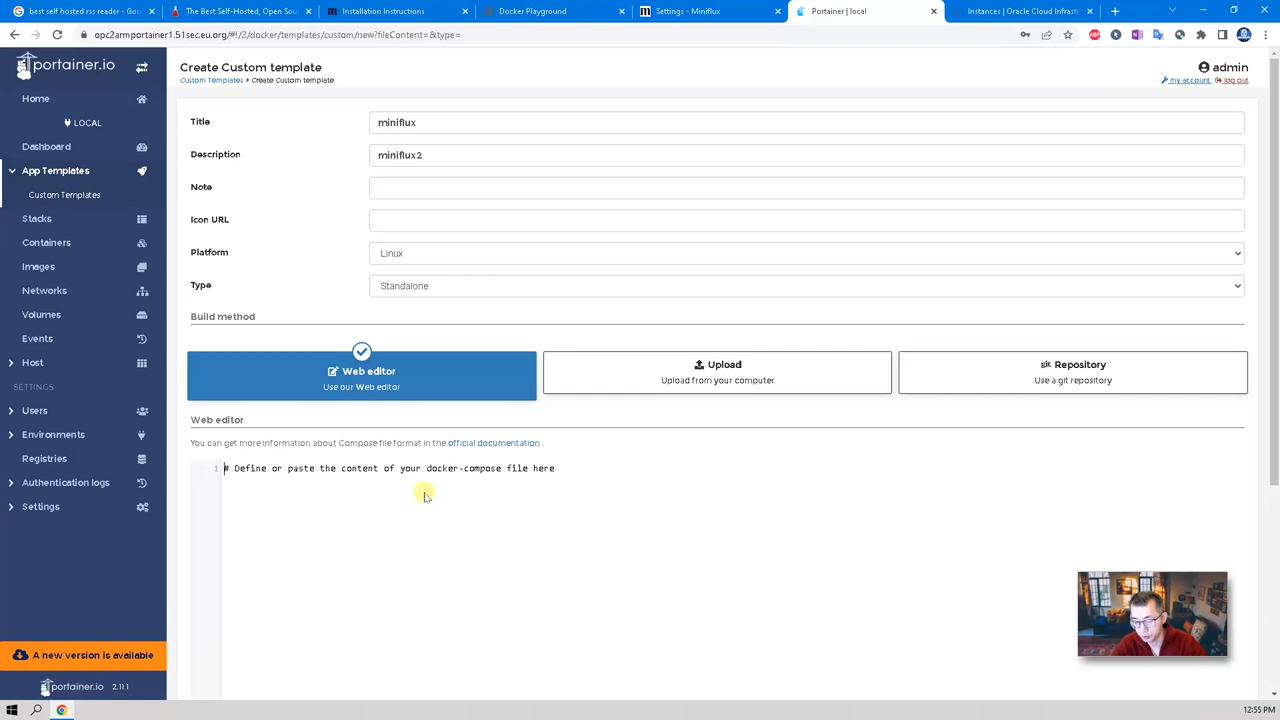 best self hosted rss reader - Goo
The Best Self-Hosted, Open Sou
Installation Instructions
Docker Playground
Settings - Miniflux
Portainer | local
Instances | Oracle Cloud Infrast
opc2armportainer1.51sec.eu.org/#!/2/docker/templates/custom/new?fileContent=&type=
portainer.io
Create Custom template
admin
Custom Templates > Create Custom template
my account
log out
Home
LOCAL
Dashboard
App Templates
Custom Templates
Stacks
Containers
Images
Networks
Volumes
Events
Host
SETTINGS
Users
Environments
Registries
Authentication logs
Settings
A new version is available
portainer.io 2.11.1
Title
miniflux
Description
miniflux2
Note
Icon URL
Platform
Linux
Type
Standalone
Build method
Web editor
Use our Web editor
Upload
Upload from your computer
Repository
Use a git repository
Web editor
You can get more information about Compose file format in the official documentation .
1 # Define or paste the content of your docker-compose file here
12:55 PM